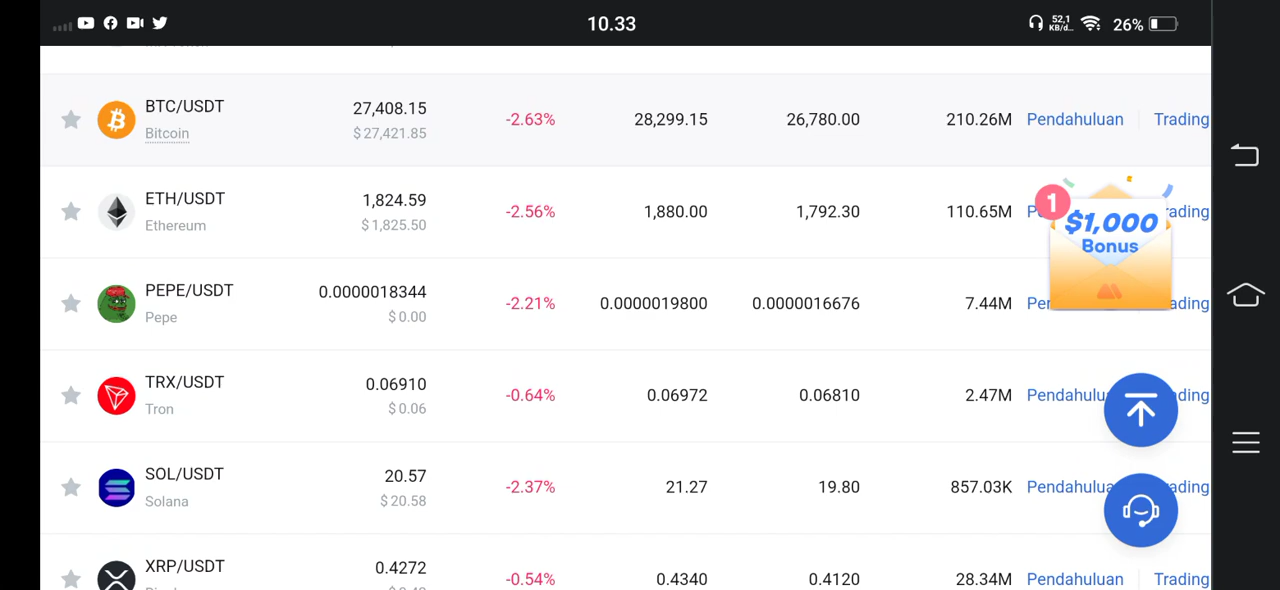 10.33 52,1 KB/d... 26%
BTC/USDT 27,408.15 -2.63% 28,299.15 26,780.00 210.26M Pendahuluan Trading
Bitcoin $ 27,421.85
ETH/USDT 1,824.59 -2.56% 1,880.00 1,792.30 110.65M
Ethereum $ 1,825.50
1
$1,000
Bonus
PEPE/USDT 0.0000018344 -2.21% 0.0000019800 0.0000016676 7.44M
Pepe $ 0.00
TRX/USDT 0.06910 -0.64% 0.06972 0.06810 2.47M Pendahulu
Tron $ 0.06
SOL/USDT 20.57 -2.37% 21.27 19.80 857.03K Pendahulua
Solana $ 20.58
XRP/USDT 0.4272 -0.54% 0.4340 0.4120 28.34M Pendahuluan Trading